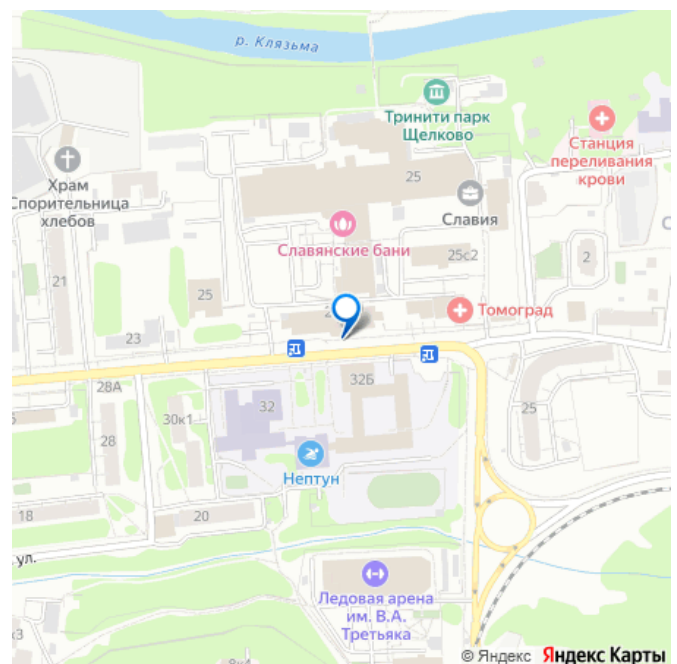 р. Клязьма
Тринити парк
Щелково
Станция
переливания
крови
Храм
Спорительница
хлебов
25
Славия
Славянские бани
25с2
2
21
25
Томоград
23
28А
32Б
32
30к1
25
28
Нептун
18
20
ул.
Ледовая арена
им. В.А.
Третьяка
8к4
© Яндекс Яндекс Карты